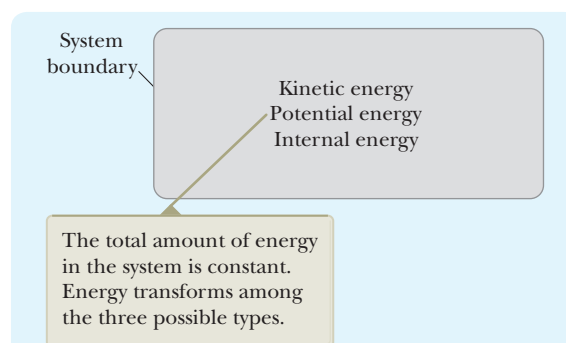 System
boundary
Kinetic energy
Potential energy
Internal energy
The total amount of energy
in the system is constant.
Energy transforms among
the three possible types.